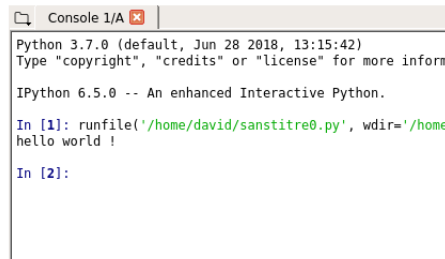 Console 1/A
Python 3.7.0 (default, Jun 28 2018, 13:15:42)
Type "copyright", "credits" or "license" for more inform
IPython 6.5.0 -- An enhanced Interactive Python.
In [1]: runfile('/home/david/sanstitre0.py', wdir='/home
hello world !
In [2]: